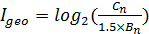 I_geo = log_2(C_n / (1.5×B_n))